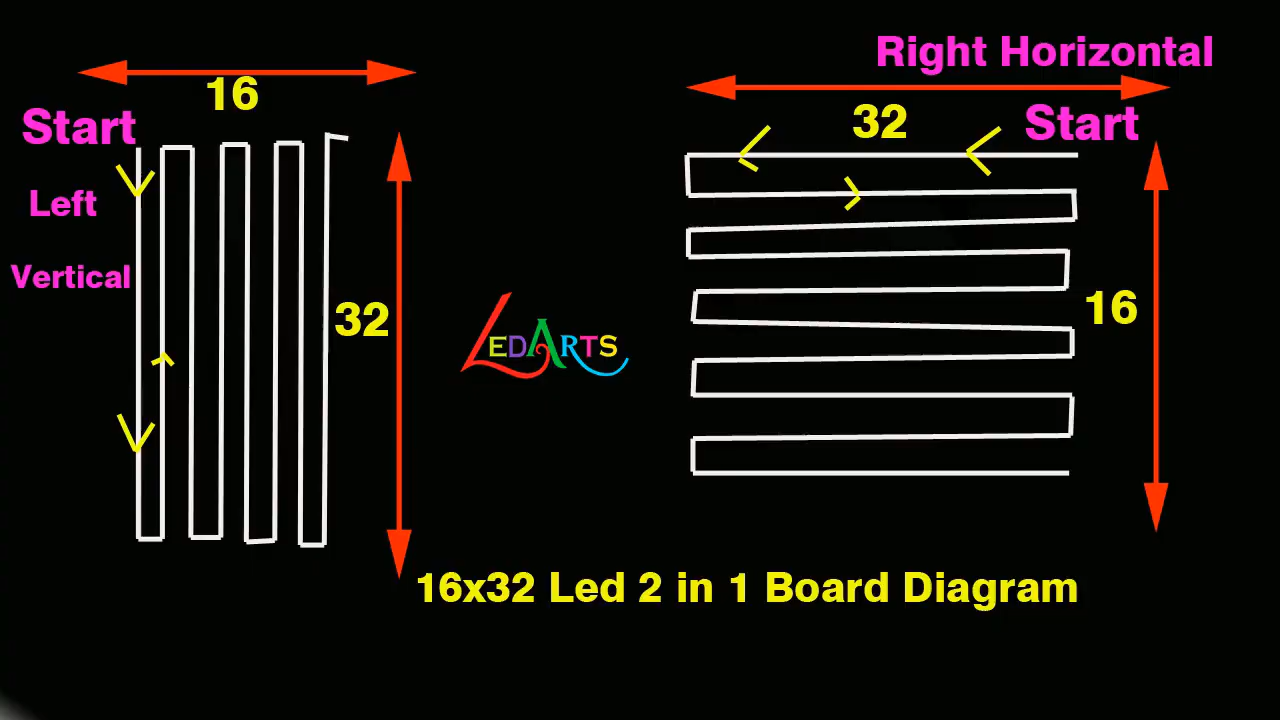 16
Start
Left
Vertical
32
LEDARTS
Right Horizontal
32
Start
16
16x32 Led 2 in 1 Board Diagram